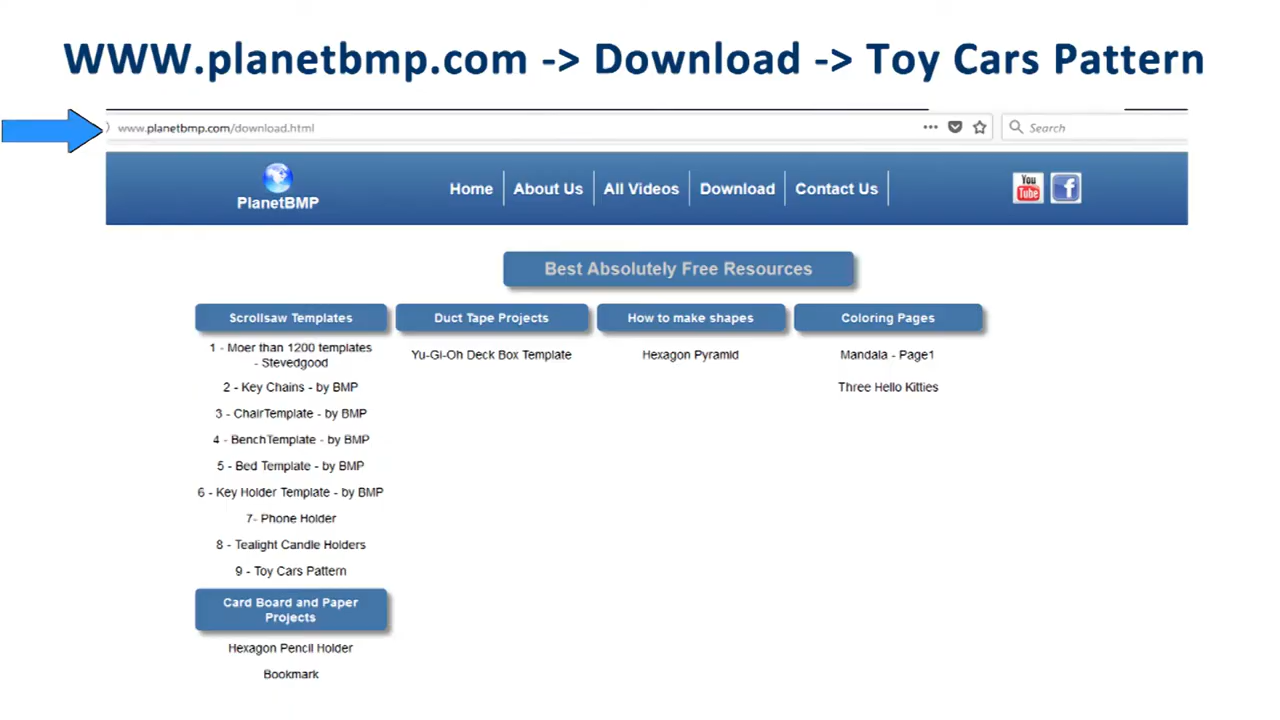 WWW.planetbmp.com -> Download -> Toy Cars Pattern
www.planetbmp.com/download.html
Search
PlanetBMP
Home
About Us
All Videos
Download
Contact Us
You
Tube
f
Best Absolutely Free Resources
Scrollsaw Templates
1 - Moer than 1200 templates
- Stevedgood
2 - Key Chains - by BMP
3 - ChairTemplate - by BMP
4 - BenchTemplate - by BMP
5 - Bed Template - by BMP
6 - Key Holder Template - by BMP
7- Phone Holder
8 - Tealight Candle Holders
9 - Toy Cars Pattern
Card Board and Paper
Projects
Hexagon Pencil Holder
Bookmark
Duct Tape Projects
Yu-Gi-Oh Deck Box Template
How to make shapes
Hexagon Pyramid
Coloring Pages
Mandala - Page1
Three Hello Kitties